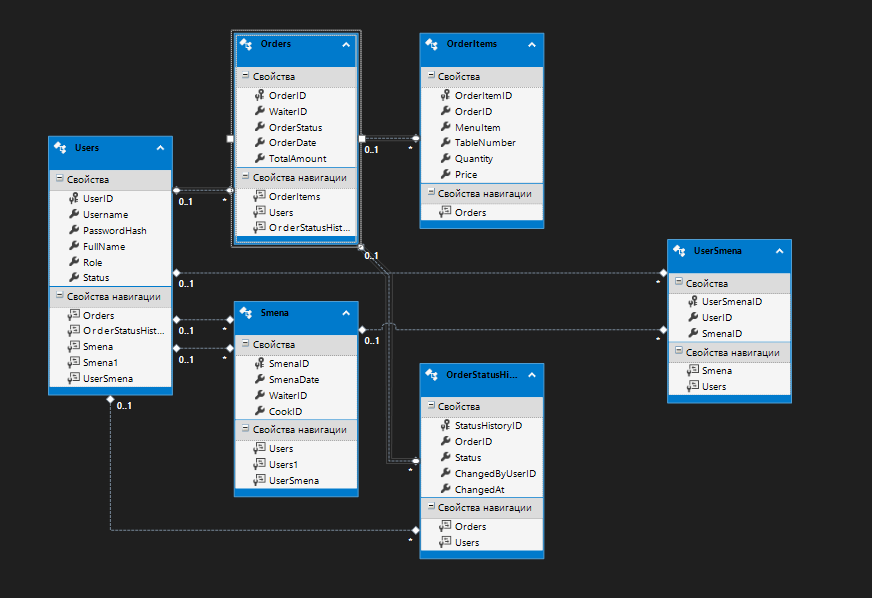 Orders
Свойства
OrderID
WaiterID
OrderStatus
OrderDate
TotalAmount
Свойства навигации
OrderItems
Users
OrderStatusHist...
OrderItems
Свойства
OrderItemID
OrderID
MenuItem
TableNumber
Quantity
Price
Свойства навигации
Orders
Users
Свойства
UserID
Username
PasswordHash
FullName
Role
Status
Свойства навигации
Orders
OrderStatusHist...
Smena
Smena1
UserSmena
Smena
Свойства
SmenaID
SmenaDate
WaiterID
CookID
Свойства навигации
Users
Users1
UserSmena
OrderStatusHi...
Свойства
StatusHistoryID
OrderID
Status
ChangedByUserID
ChangedAt
Свойства навигации
Orders
Users
UserSmena
Свойства
UserSmenaID
UserID
SmenaID
Свойства навигации
Smena
Users
0..1
*
0..1
*
0..1
*
0..1
*
0..1
*
0..1
*
0..1
*
0..1
*